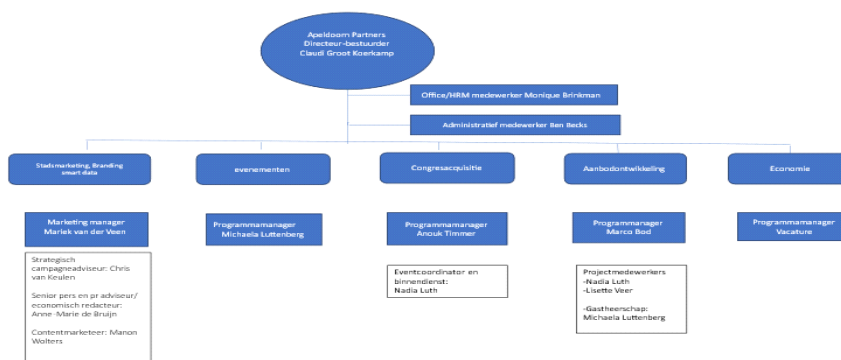 Apeldoorn Partners
Directeur-bestuurder
Claudi Groot Koerkamp
Office/HRM medewerker Monique Brinkman
Administratief medewerker Ben Becks
Stadsmarketing, Branding
smart data
evenementen
Congresacquisitie
Aanbodontwikkeling
Economie
Marketing manager
Mariek van der Veen
Programmamanager
Michaela Luttenberg
Programmamanager
Anouk Timmer
Programmanager
Marco Bod
Programmamanager
Vacature
Strategisch
campagneadviseur: Chris
van Keulen
Senior pers en pr adviseur/
economisch redacteur:
Anne-Marie de Bruijn
Contentmarketeer: Manon
Wolters
Eventcoordinator en
binnendienst:
Nadia Luth
Projectmedewerkers
-Nadia Luth
-Lisette Veer
-Gastheerschap:
Michaela Luttenberg